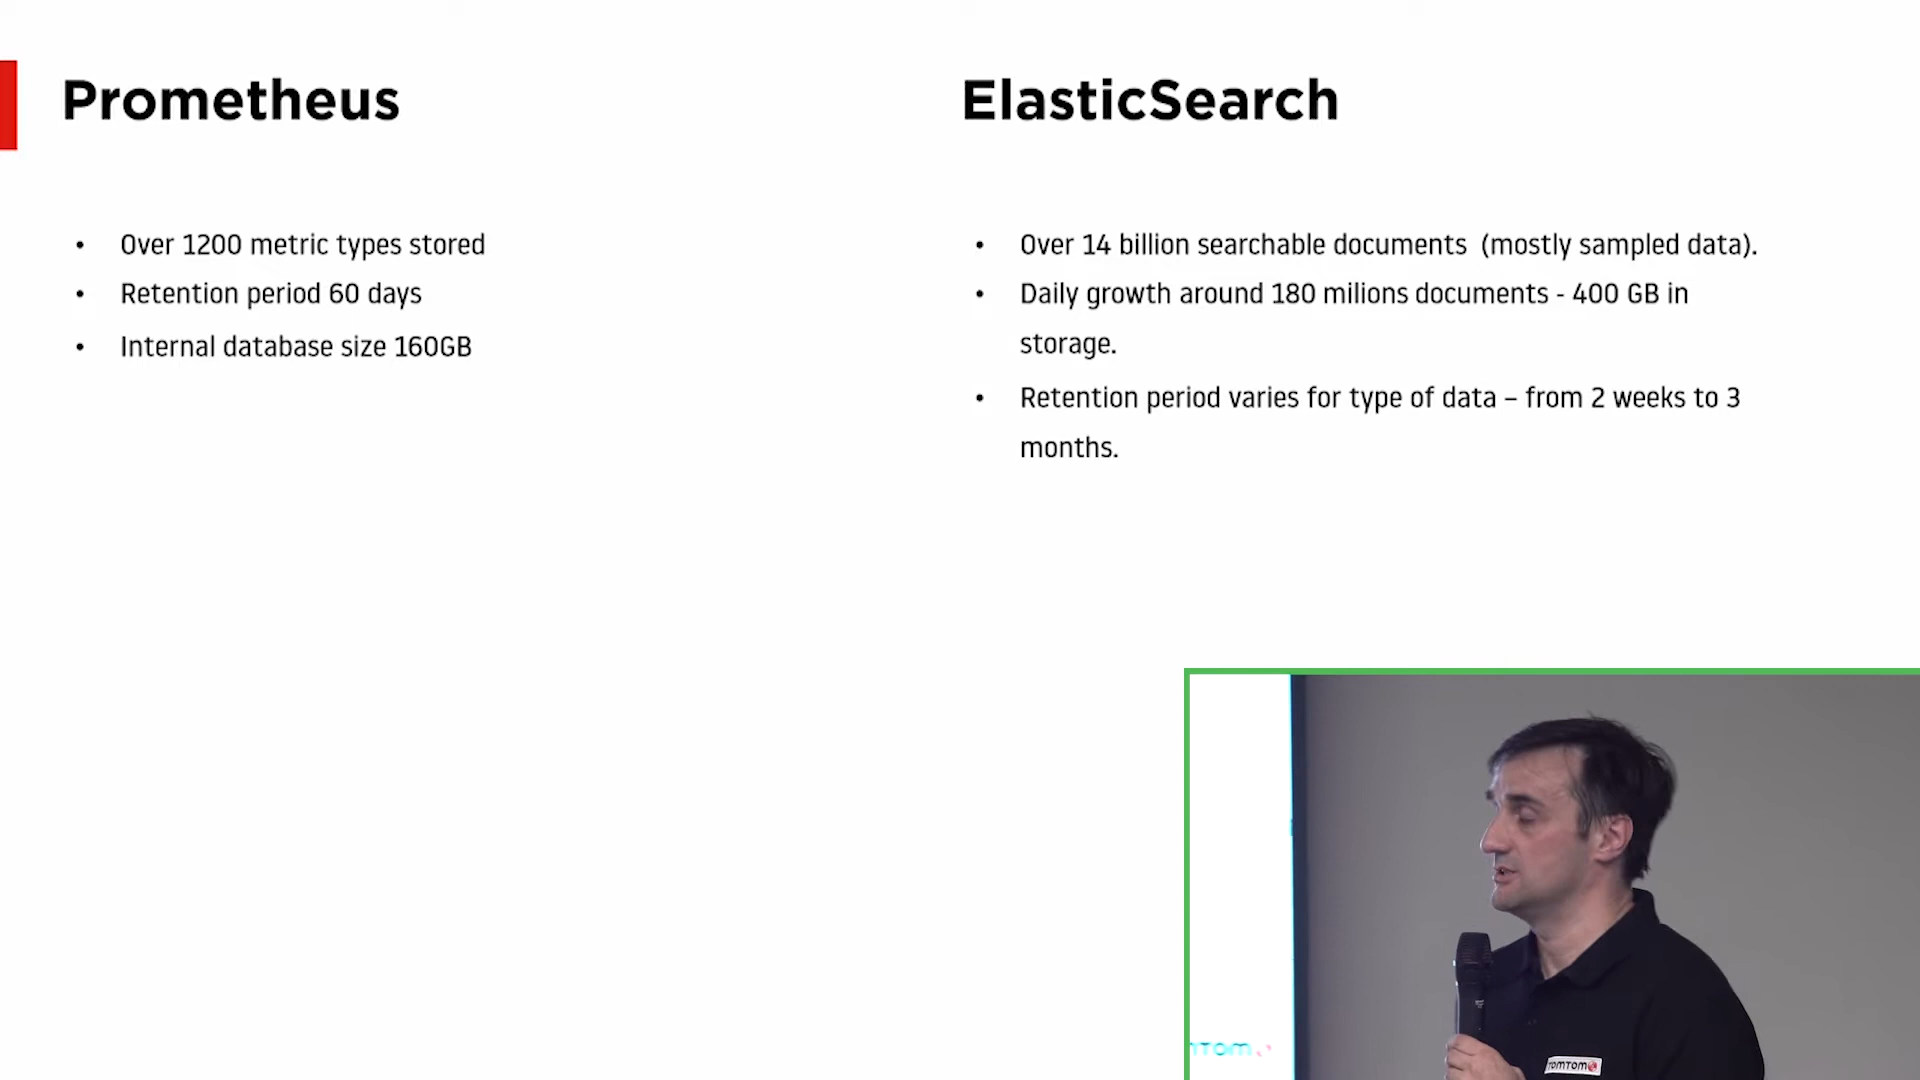 Prometheus
• Over 1200 metric types stored
• Retention period 60 days
• Internal database size 160GB
ElasticSearch
• Over 14 billion searchable documents (mostly sampled data).
• Daily growth around 180 milions documents - 400 GB in
storage.
• Retention period varies for type of data – from 2 weeks to 3
months.
TOMTOM